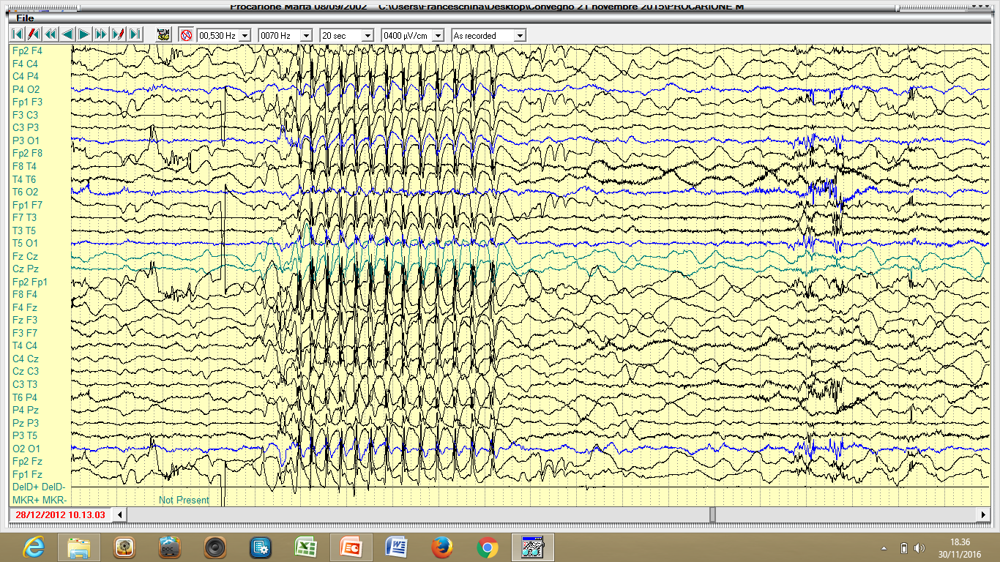 Procarione Marta 08/09/2002 C:\Users\Franceschina\Desktop\Convegno 21 novembre 2015\PROCARIONE M
File
00,530 Hz 0070 Hz 20 sec 0400 µV/cm As recorded
Fp2 F4
F4 C4
C4 P4
P4 O2
Fp1 F3
F3 C3
C3 P3
P3 O1
Fp2 F8
F8 T4
T4 T6
T6 O2
Fp1 F7
F7 T3
T3 T5
T5 O1
Fz Cz
Cz Pz
Fp2 Fp1
F8 F4
F4 Fz
Fz F3
F3 F7
T4 C4
C4 Cz
Cz C3
C3 T3
T6 P4
P4 Pz
Pz P3
P3 T5
O2 O1
Fp2 Fz
Fp1 Fz
DelD+ DelD-
MKR+ MKR- Not Present
28/12/2012 10.13.03
DOC
18.36
30/11/2016